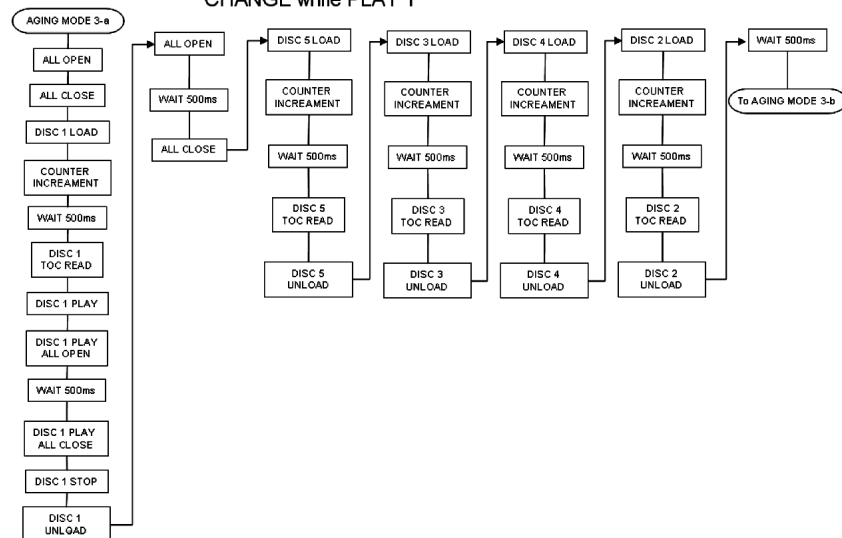 CHANGE while PLAY 1
AGING MODE 3-a
ALL OPEN
ALL CLOSE
DISC 1 LOAD
COUNTER
INCREAMENT
WAIT 500ms
DISC 1
TOC READ
DISC 1 PLAY
DISC 1 PLAY
ALL OPEN
WAIT 500ms
DISC 1 PLAY
ALL CLOSE
DISC 1 STOP
DISC 1
UNLOAD
ALL OPEN
WAIT 500ms
ALL CLOSE
DISC 5 LOAD
COUNTER
INCREAMENT
WAIT 500ms
DISC 5
TOC READ
DISC 5
UNLOAD
DISC 3 LOAD
COUNTER
INCREAMENT
WAIT 500ms
DISC 3
TOC READ
DISC 3
UNLOAD
DISC 4 LOAD
COUNTER
INCREAMENT
WAIT 500ms
DISC 4
TOC READ
DISC 4
UNLOAD
DISC 2 LOAD
COUNTER
INCREAMENT
WAIT 500ms
DISC 2
TOC READ
DISC 2
UNLOAD
WAIT 500ms
To AGING MODE 3-b